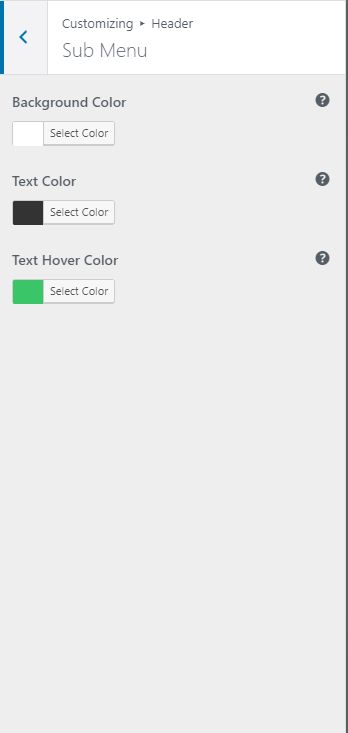 Customizing ▸ Header
Sub Menu
Background Color ?
Select Color
Text Color ?
Select Color
Text Hover Color ?
Select Color